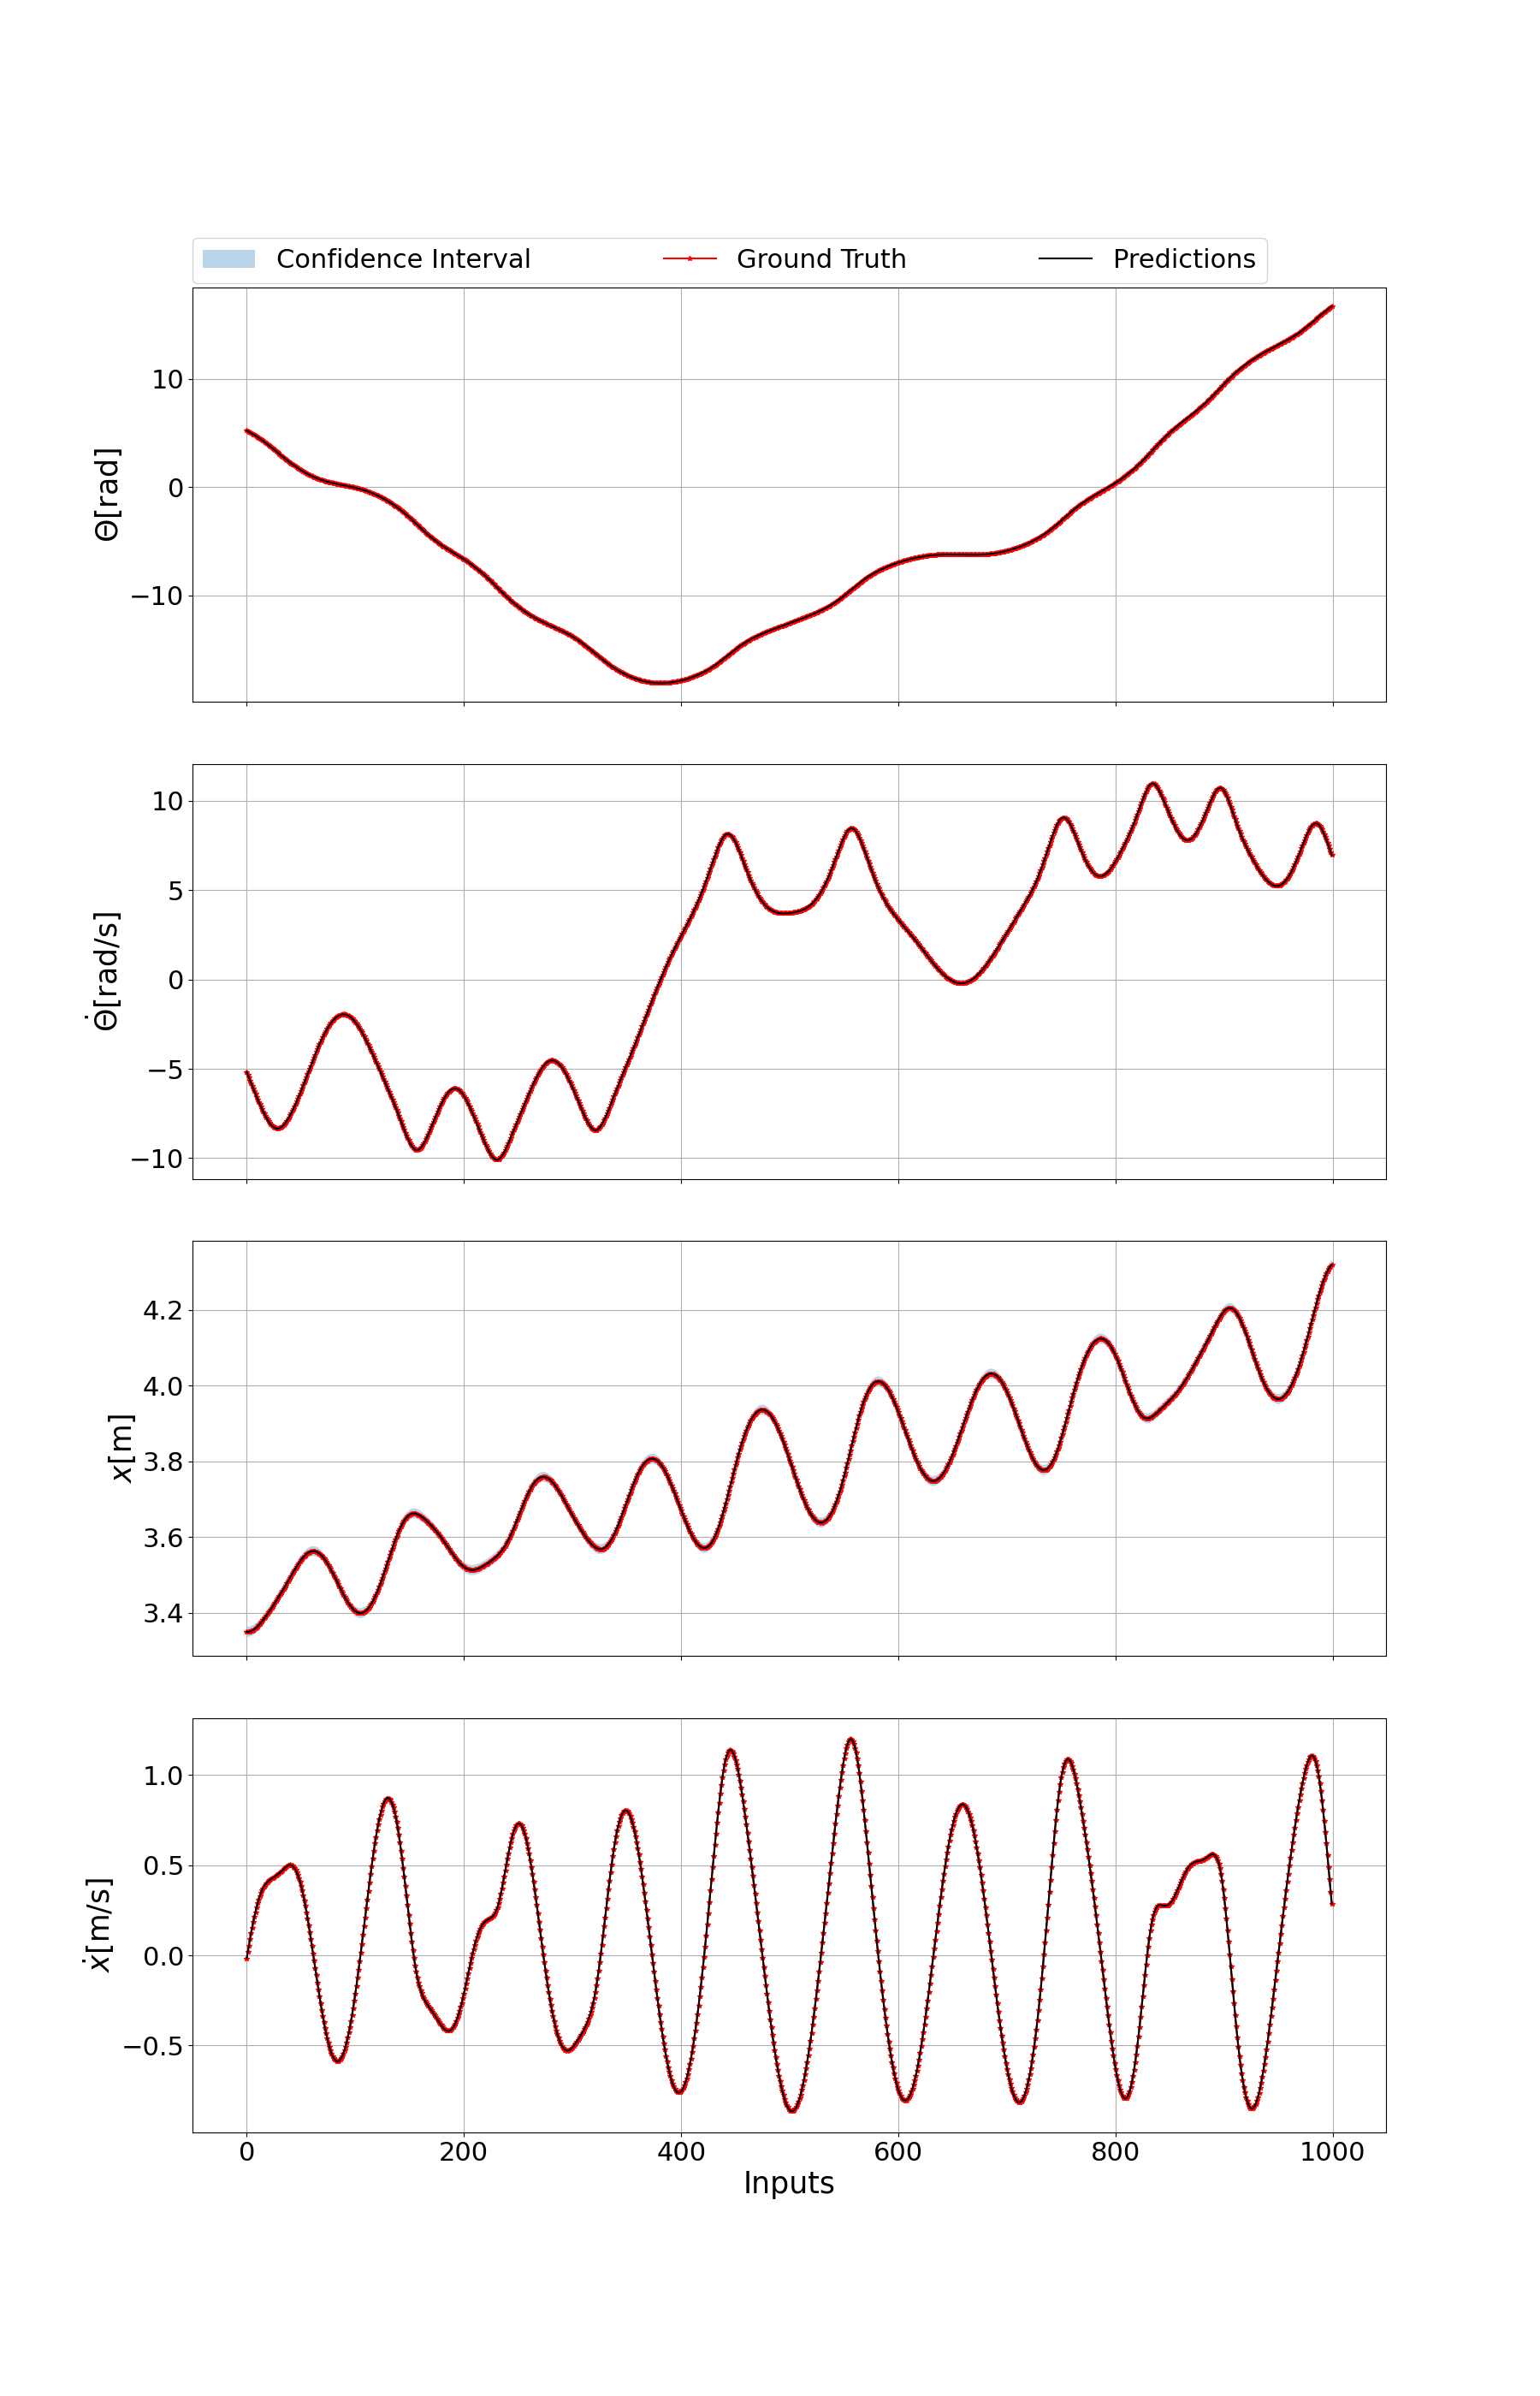 Confidence Interval Ground Truth Predictions
10
0
−10
Θ[rad]
10
5
0
−5
−10
Θ̇[rad/s]
4.2
4.0
3.8
3.6
3.4
x[m]
1.0
0.5
0.0
−0.5
ẋ[m/s]
0 200 400 600 800 1000
Inputs